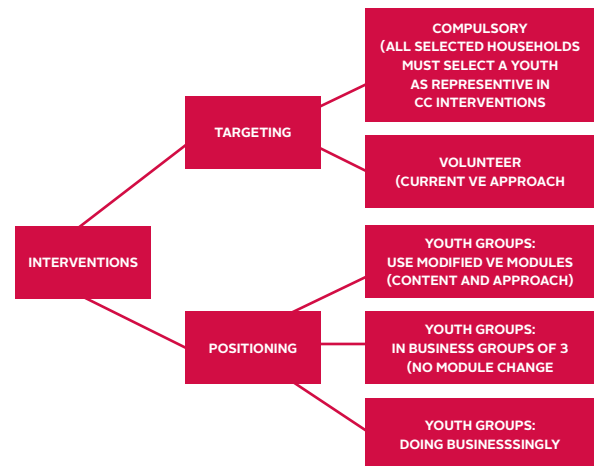 COMPULSORY
(ALL SELECTED HOUSEHOLDS
MUST SELECT A YOUTH
AS REPRESENTIVE IN
CC INTERVENTIONS
TARGETING
VOLUNTEER
(CURRENT VE APPROACH
INTERVENTIONS
YOUTH GROUPS:
USE MODIFIED VE MODULES
(CONTENT AND APPROACH)
POSITIONING
YOUTH GROUPS:
IN BUSINESS GROUPS OF 3
(NO MODULE CHANGE
YOUTH GROUPS:
DOING BUSINESSSINGLY